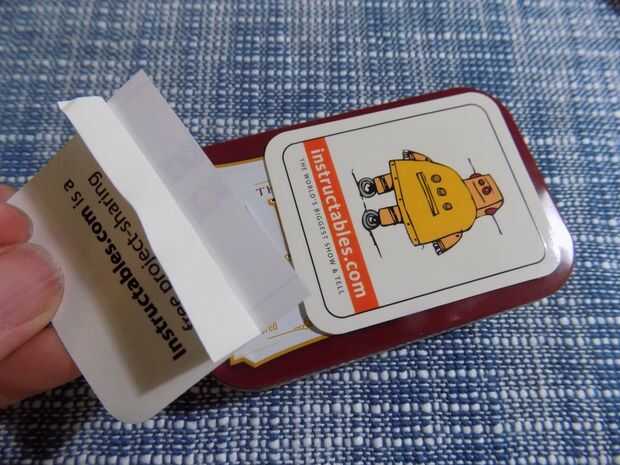 instructables.com
THE WORLD'S BIGGEST SHOW & TELL
Instructables.com is a
free project-sharing